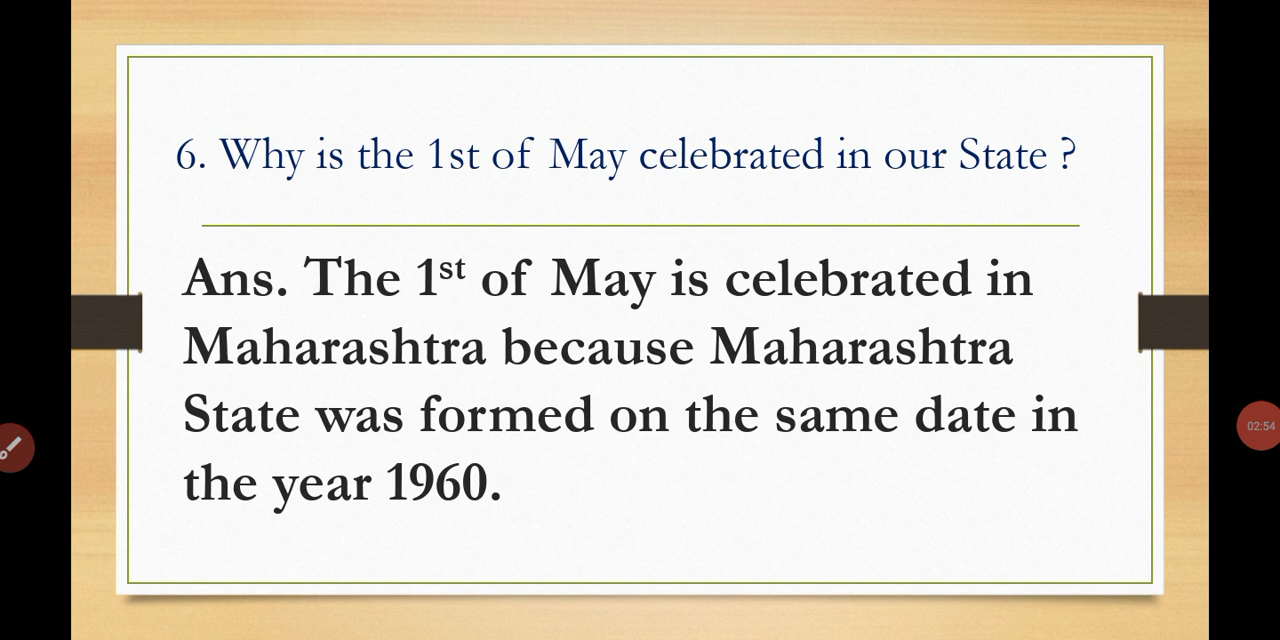 6. Why is the 1st of May celebrated in our State ?
Ans. The 1st of May is celebrated in
Maharashtra because Maharashtra
State was formed on the same date in
the year 1960.
02:54